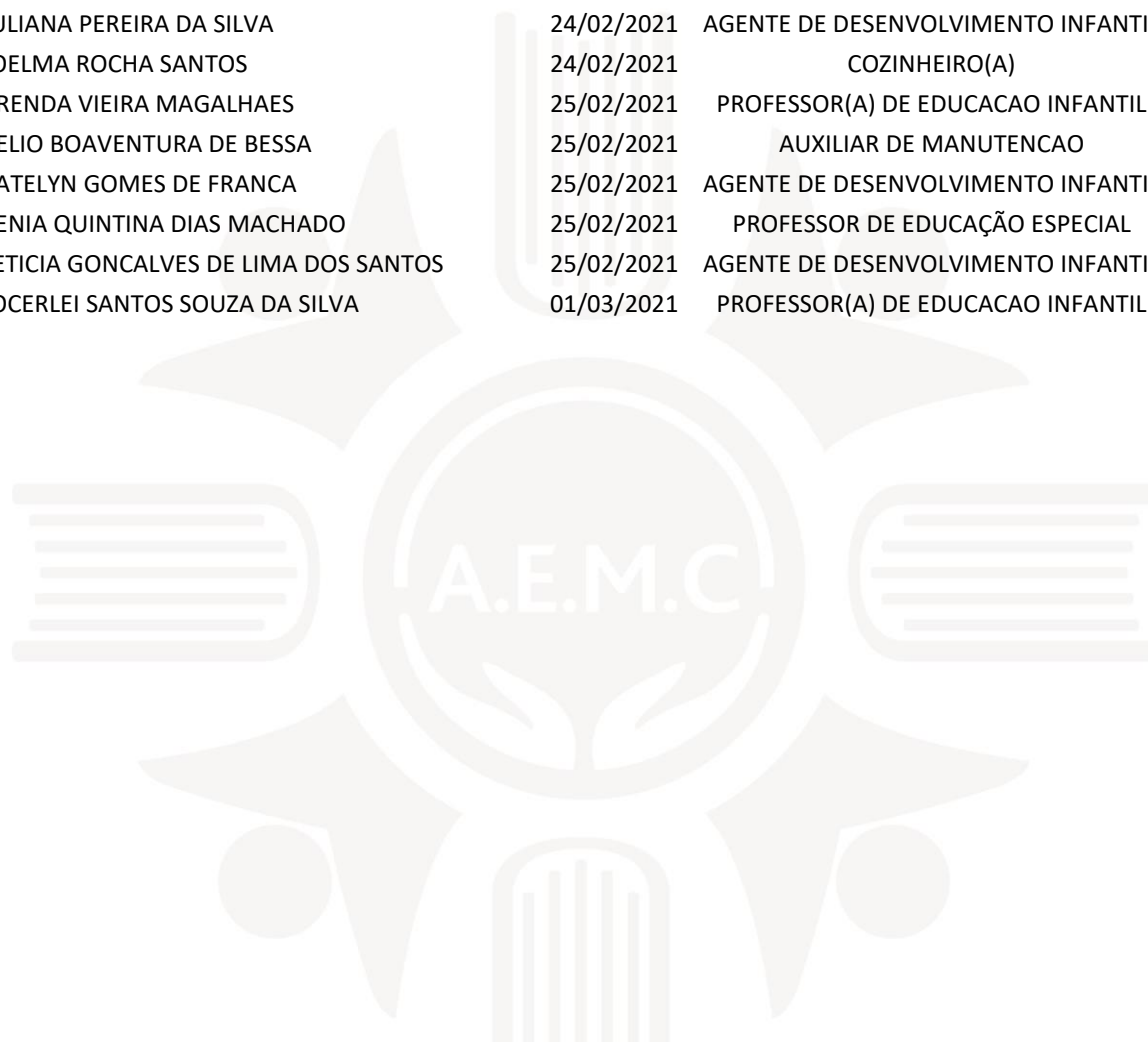 ULIANA PEREIRA DA SILVA 24/02/2021 AGENTE DE DESENVOLVIMENTO INFANTI
OELMA ROCHA SANTOS 24/02/2021 COZINHEIRO(A)
RENDA VIEIRA MAGALHAES 25/02/2021 PROFESSOR(A) DE EDUCACAO INFANTIL
ELIO BOAVENTURA DE BESSA 25/02/2021 AUXILIAR DE MANUTENCAO
ATELYN GOMES DE FRANCA 25/02/2021 AGENTE DE DESENVOLVIMENTO INFANTI
ENIA QUINTINA DIAS MACHADO 25/02/2021 PROFESSOR DE EDUCAÇÃO ESPECIAL
ETICIA GONCALVES DE LIMA DOS SANTOS 25/02/2021 AGENTE DE DESENVOLVIMENTO INFANTI
OCERLEI SANTOS SOUZA DA SILVA 01/03/2021 PROFESSOR(A) DE EDUCACAO INFANTIL
A.E.M.C